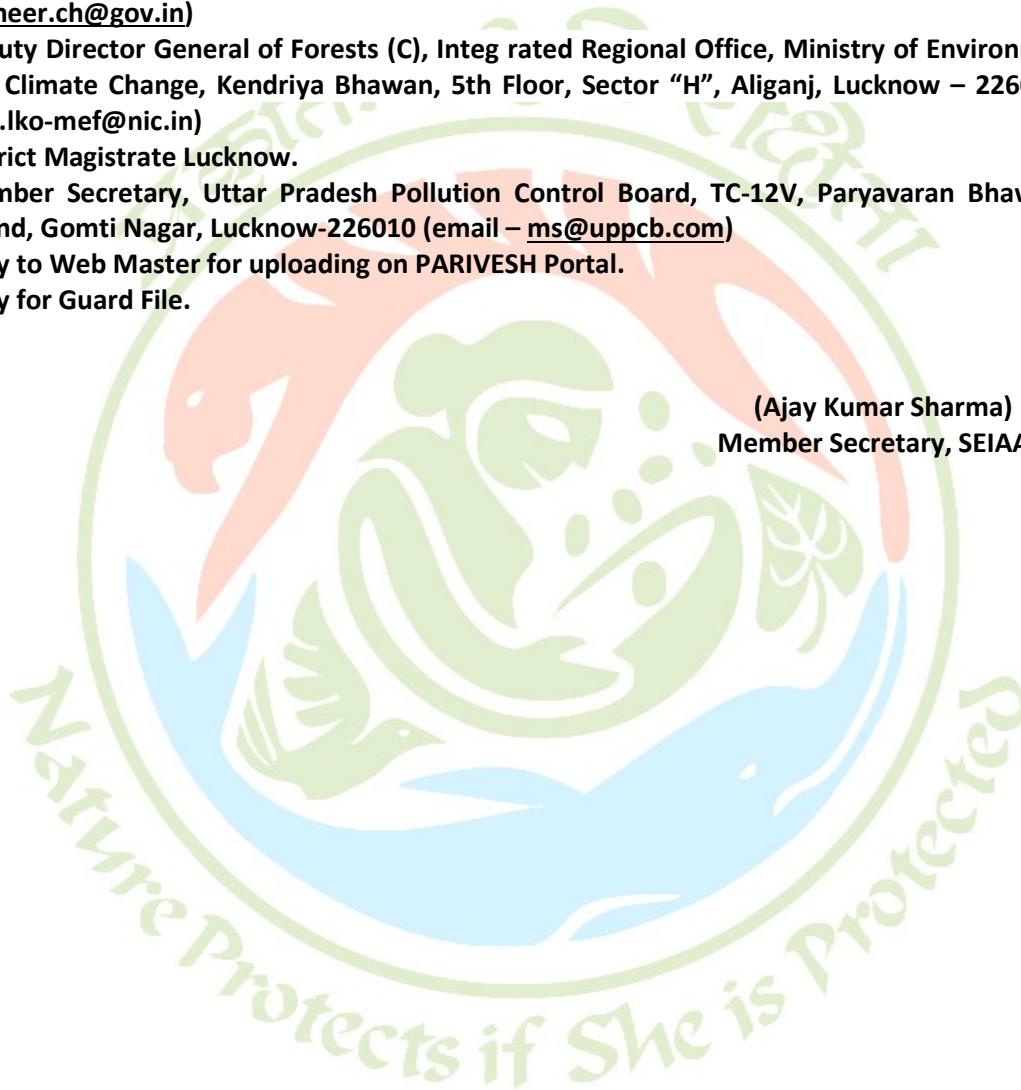 neer.ch@gov.in)
uty Director General of Forests (C), Integ rated Regional Office, Ministry of Environ
Climate Change, Kendriya Bhawan, 5th Floor, Sector “H”, Aliganj, Lucknow – 226
.lko-mef@nic.in)
rict Magistrate Lucknow.
mber Secretary, Uttar Pradesh Pollution Control Board, TC-12V, Paryavaran Bhaw
nd, Gomti Nagar, Lucknow-226010 (email – ms@uppcb.com)
y to Web Master for uploading on PARIVESH Portal.
y for Guard File.
(Ajay Kumar Sharma)
Member Secretary, SEIAA
Nature Protects if She is Protected